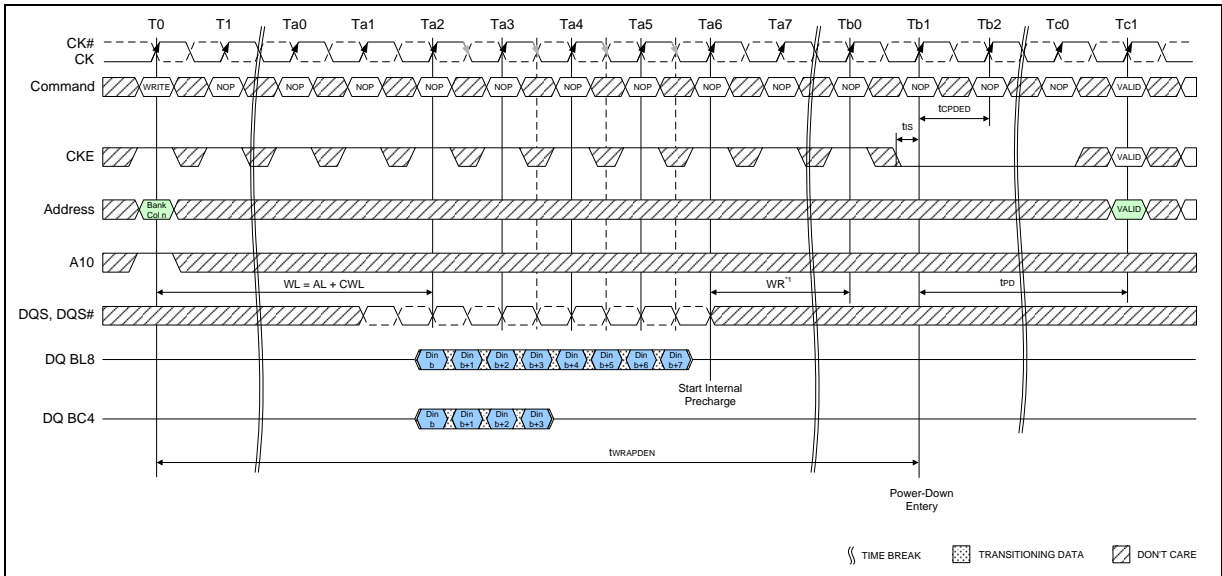 T0 T1 Ta0 Ta1 Ta2 Ta3 Ta4 Ta5 Ta6 Ta7 Tb0 Tb1 Tb2 Tc0 Tc1
CK#
CK
Command WRITE NOP NOP NOP NOP NOP NOP NOP NOP NOP NOP NOP NOP NOP VALID
tCPDED
tIS
CKE VALID
Address Bank Col n VALID
A10
WL = AL + CWL WR*1 tPD
DQS, DQS#
DQ BL8 Din b Din b+1 Din b+2 Din b+3 Din b+4 Din b+5 Din b+6 Din b+7
Start Internal
Precharge
DQ BC4 Din b Din b+1 Din b+2 Din b+3
tWRAPDEN
Power-Down
Entery
TIME BREAK TRANSITIONING DATA DON'T CARE